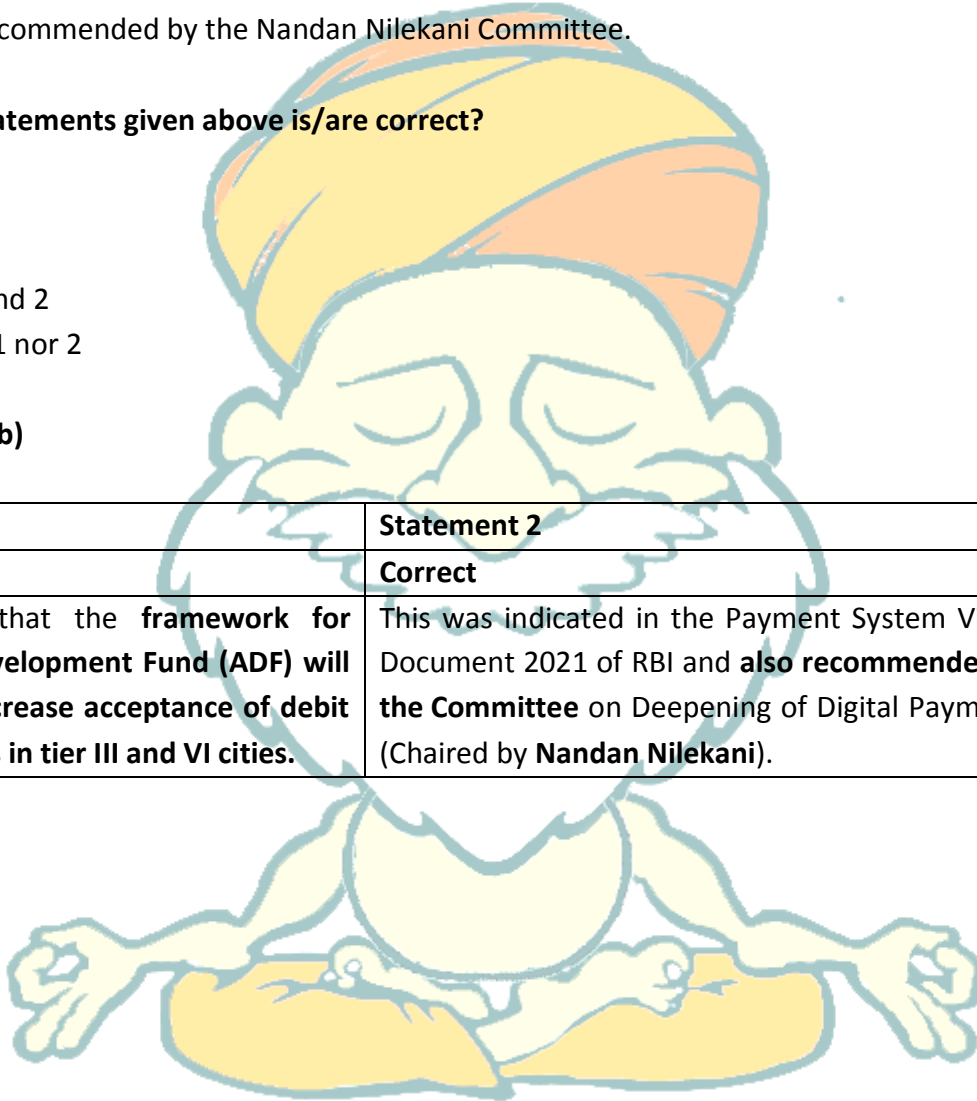 commended by the Nandan Nilekani Committee.
atements given above is/are correct?
nd 2
1 nor 2
b)
Statement 2
Correct
that the framework for
This was indicated in the Payment System V
velopment Fund (ADF) will
Document 2021 of RBI and also recommende
crease acceptance of debit
the Committee on Deepening of Digital Paym
in tier III and VI cities.
(Chaired by Nandan Nilekani).